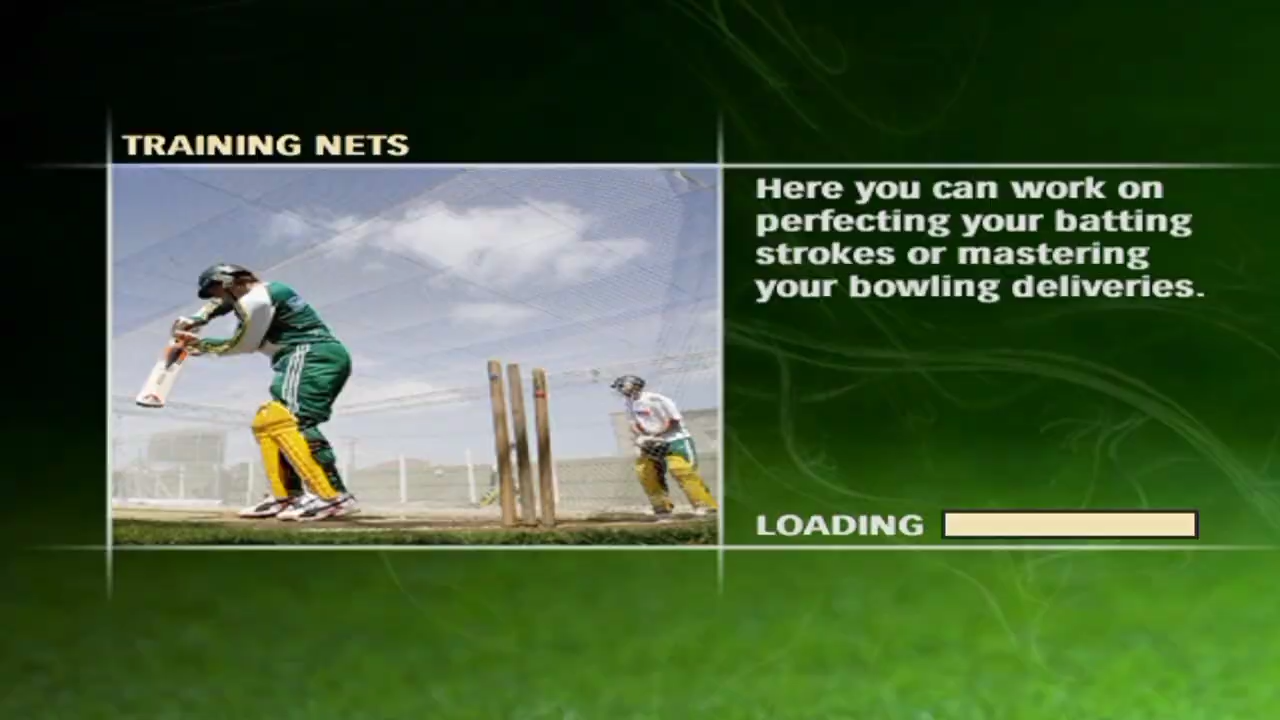 TRAINING NETS
Here you can work on
perfecting your batting
strokes or mastering
your bowling deliveries.
LOADING